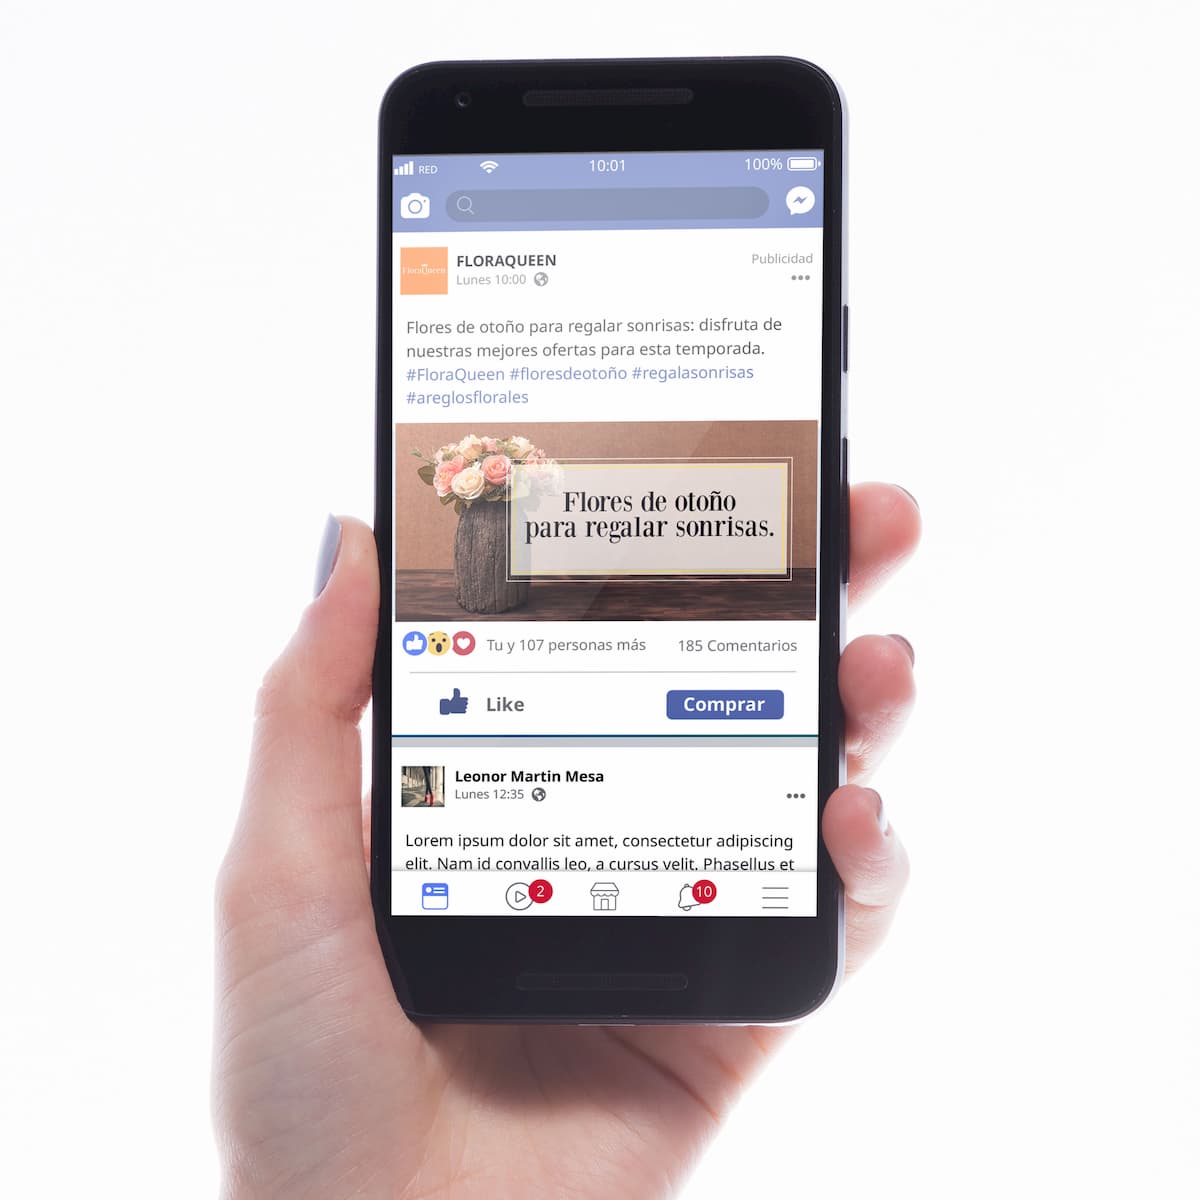 RED 10:01 100%
FLORAQUEEN
Publicidad
FloraQueen
Lunes 10:00
Flores de otoño para regalar sonrisas: disfruta de
nuestras mejores ofertas para esta temporada.
#FloraQueen #floresdeotoño #regalasonrisas
#areglosflorales
Flores de otoño
para regalar sonrisas.
Tu y 107 personas más 185 Comentarios
Like Comprar
Leonor Martin Mesa
Lunes 12:35
Lorem ipsum dolor sit amet, consectetur adipiscing
elit. Nam id convallis leo, a cursus velit. Phasellus et
2 10